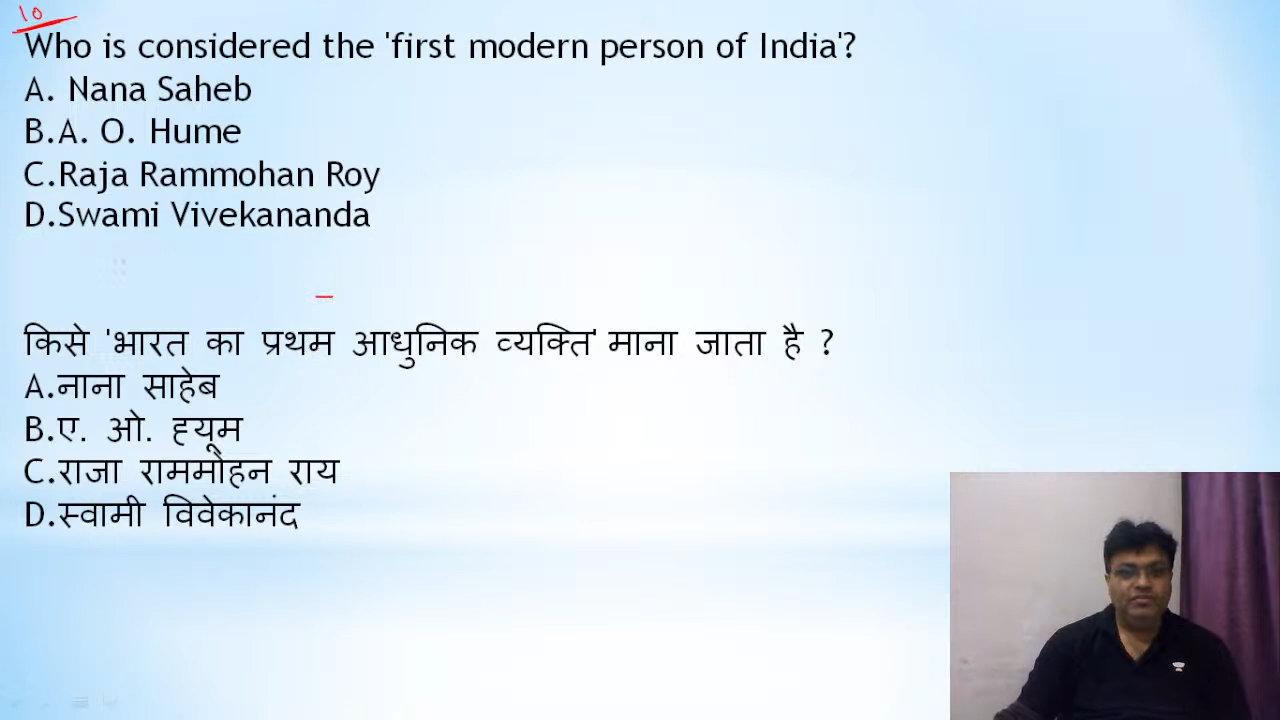 10
Who is considered the 'first modern person of India'?
A. Nana Saheb
B.A. O. Hume
C.Raja Rammohan Roy
D.Swami Vivekananda
किसे 'भारत का प्रथम आधुनिक व्यक्ति' माना जाता है ?
A.नाना साहेब
B.ए. ओ. ह्यूम
C.राजा राममोहन राय
D.स्वामी विवेकानंद